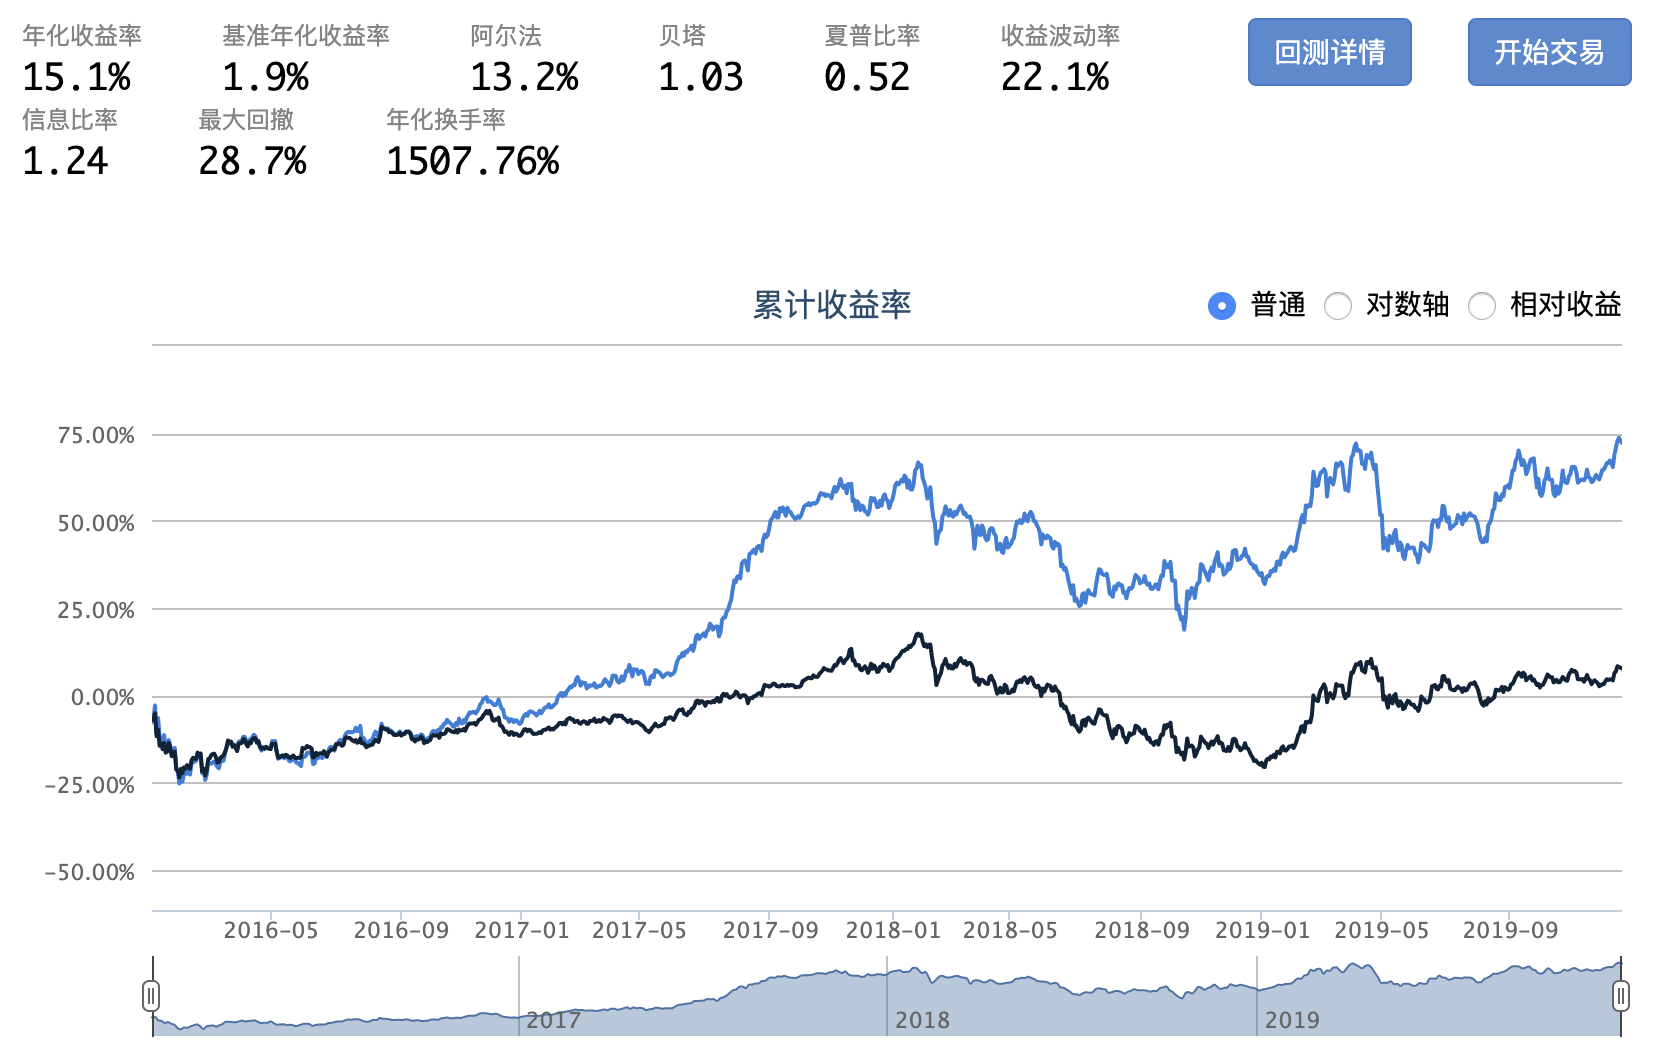 年化收益率 基准年化收益率 阿尔法 贝塔 夏普比率 收益波动率
15.1% 1.9% 13.2% 1.03 0.52 22.1%
回测详情 开始交易
信息比率 最大回撤 年化换手率
1.24 28.7% 1507.76%
累计收益率
普通 对数轴 相对收益
75.00%
50.00%
25.00%
0.00%
-25.00%
-50.00%
2016-05 2016-09 2017-01 2017-05 2017-09 2018-01 2018-05 2018-09 2019-01 2019-05 2019-09
2017 2018 2019